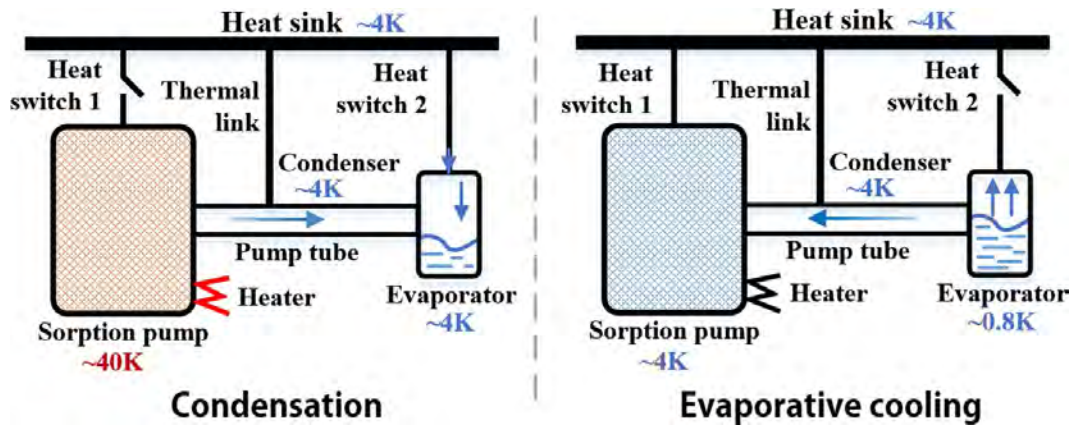 Heat sink ~4K
Heat
switch 1
Thermal
link
Heat
switch 2
Condenser
~4K
Pump tube
Heater
Evaporator
~4K
Sorption pump
~40K
Condensation
Heat sink ~4K
Heat
switch 1
Thermal
link
Heat
switch 2
Condenser
~4K
Pump tube
Heater
Evaporator
~0.8K
Sorption pump
~4K
Evaporative cooling